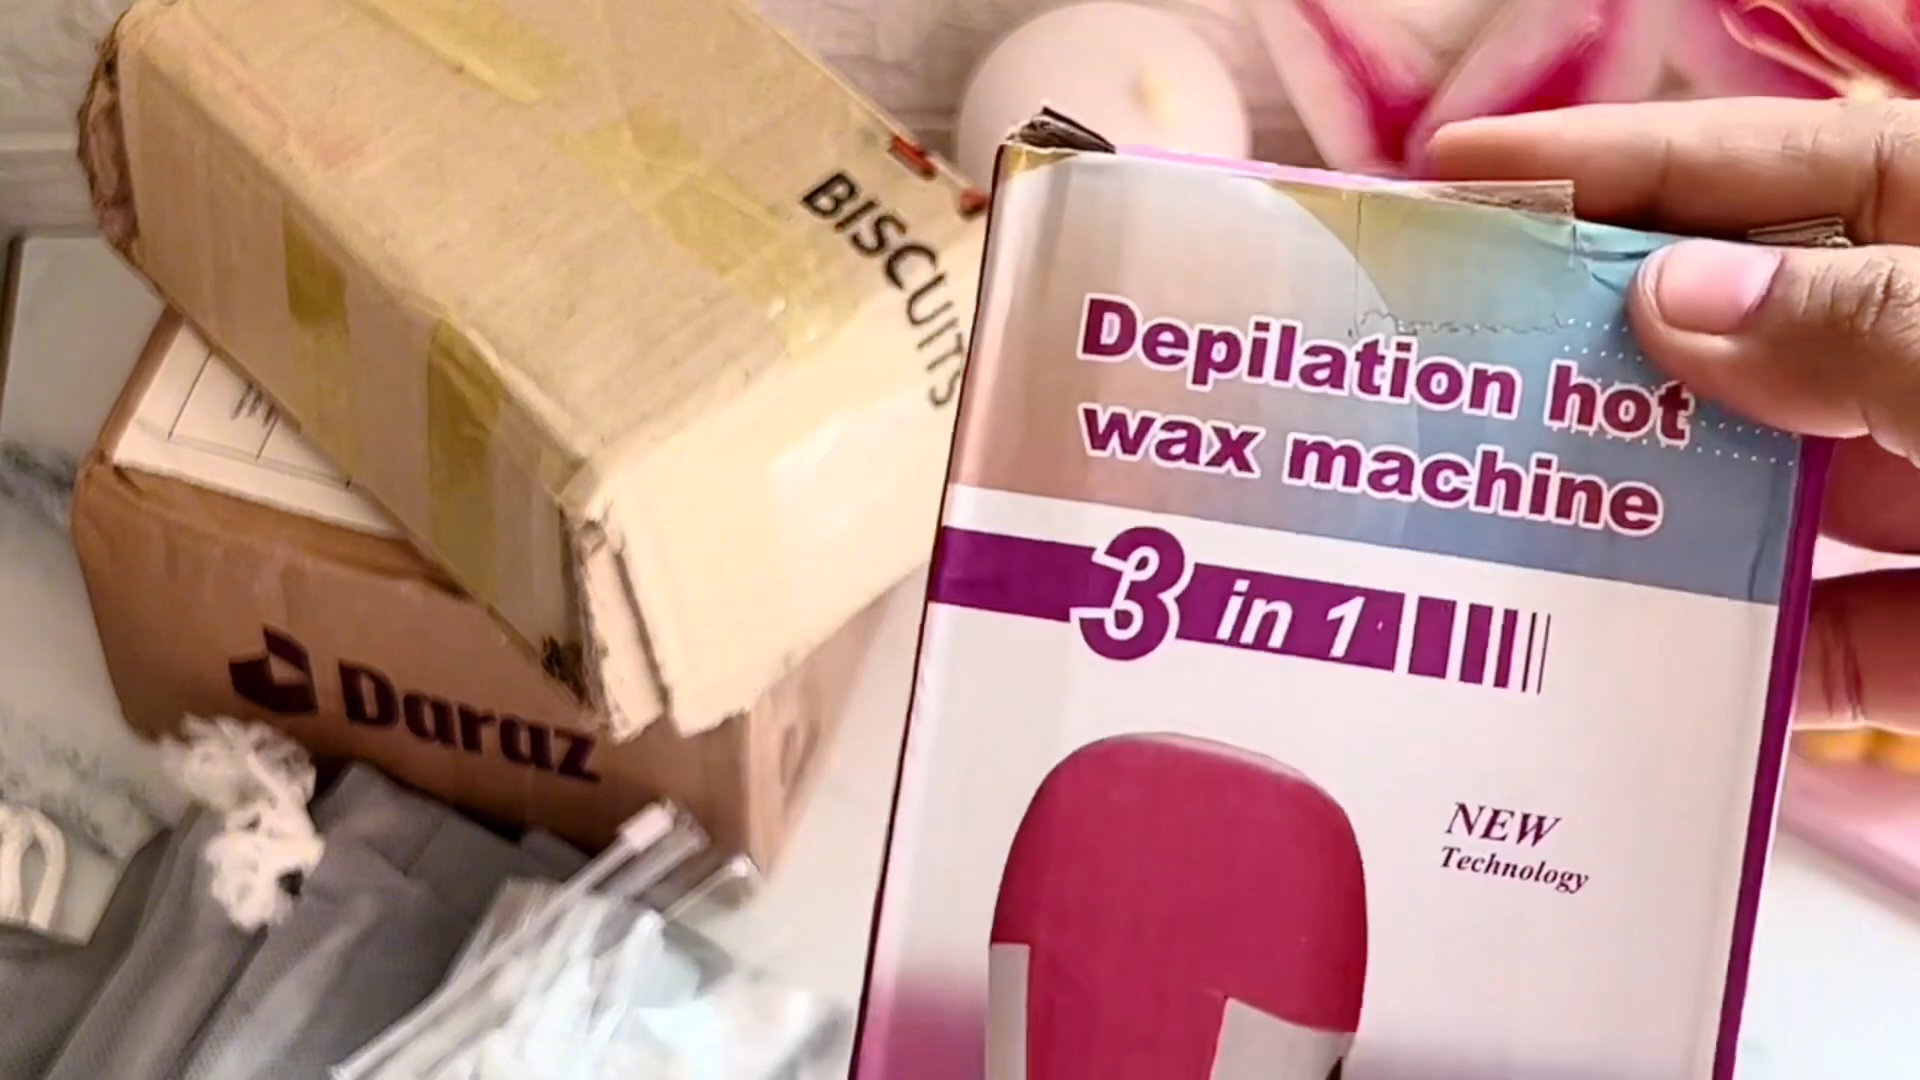 BISCUITS
Daraz
Depilation hot
wax machine
3 in 1
NEW
Technology